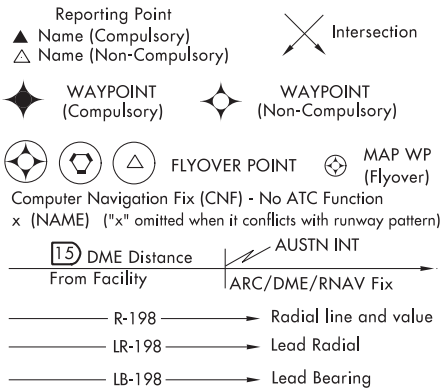 Reporting Point
Name (Compulsory)
Name (Non-Compulsory)
Intersection
WAYPOINT
(Compulsory)
WAYPOINT
(Non-Compulsory)
FLYOVER POINT
MAP WP
(Flyover)
Computer Navigation Fix (CNF) - No ATC Function
x (NAME) ("x" omitted when it conflicts with runway pattern)
15 DME Distance
From Facility
AUSTN INT
ARC/DME/RNAV Fix
R-198 Radial line and value
LR-198 Lead Radial
LB-198 Lead Bearing